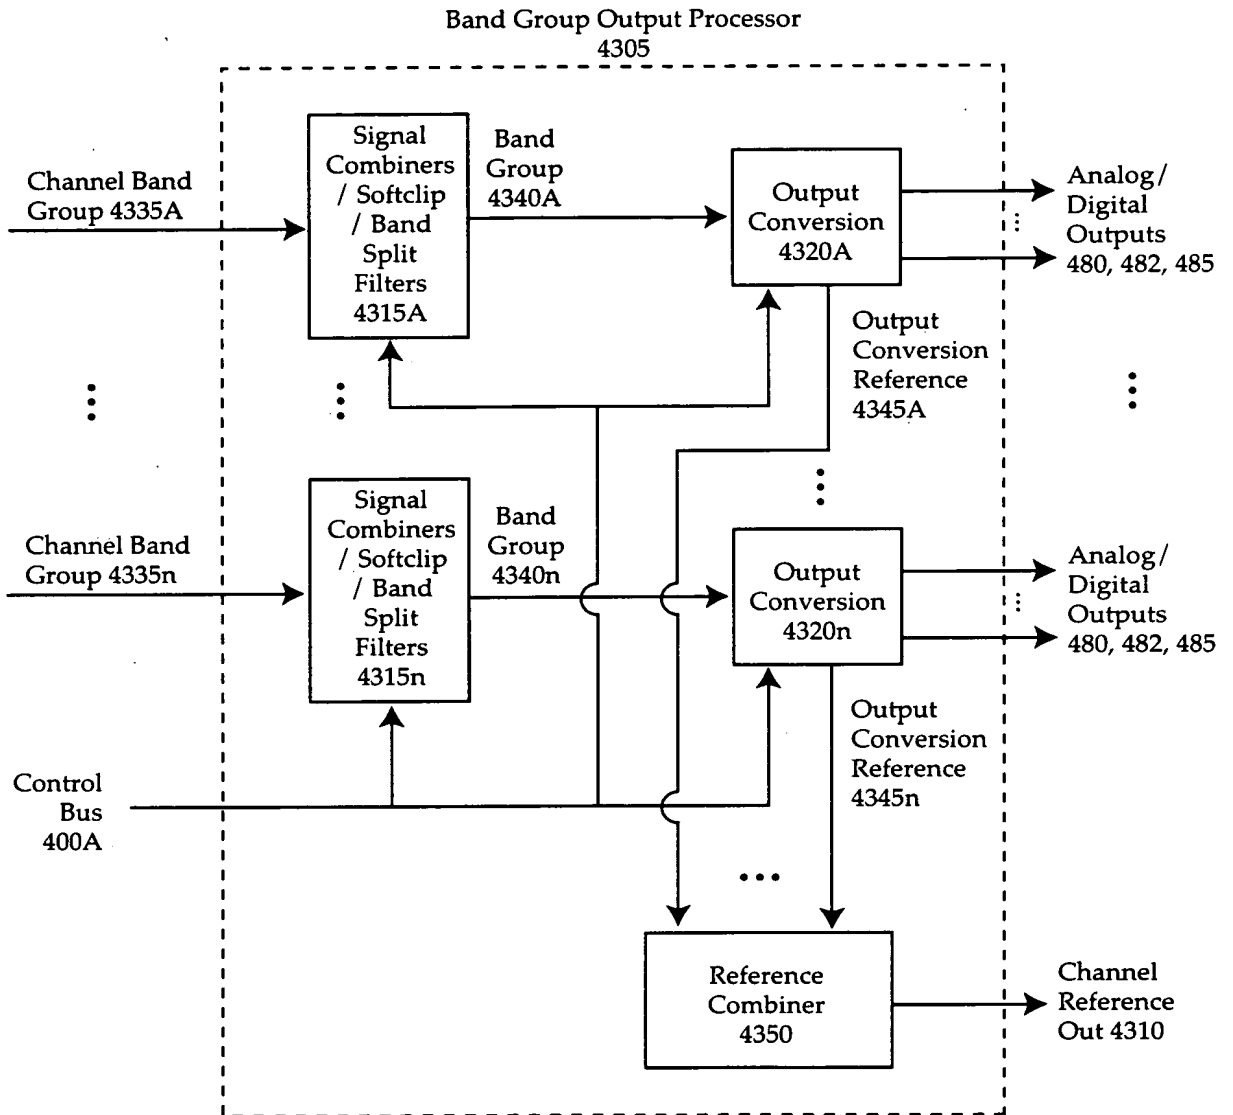 Band Group Output Processor
4305
Signal
Combiners
/ Softclip
/ Band
Split
Filters
4315A
Band
Group
4340A
Channel Band
Group 4335A
Output
Conversion
4320A
Analog/
Digital
Outputs
480, 482, 485
Output
Conversion
Reference
4345A
Signal
Combiners
/ Softclip
/ Band
Split
Filters
4315n
Band
Group
4340n
Channel Band
Group 4335n
Output
Conversion
4320n
Analog/
Digital
Outputs
480, 482, 485
Output
Conversion
Reference
4345n
Control
Bus
400A
Reference
Combiner
4350
Channel
Reference
Out 4310